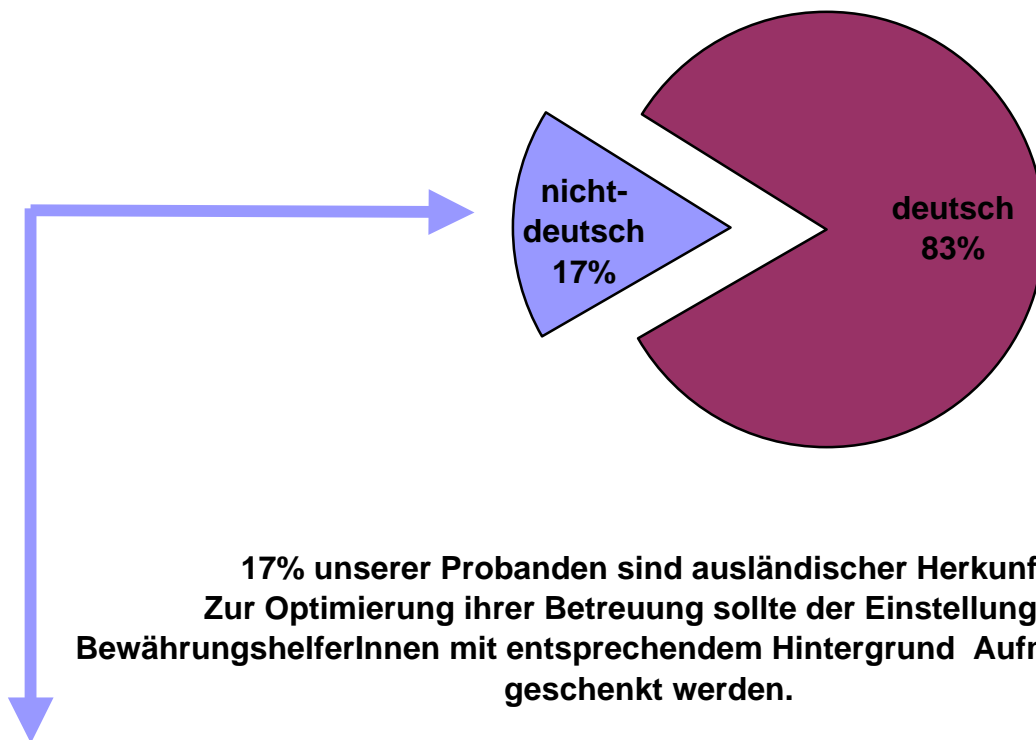 nicht-
deutsch
17%
deutsch
83%
17% unserer Probanden sind ausländischer Herkunf
Zur Optimierung ihrer Betreuung sollte der Einstellung
BewährungshelferInnen mit entsprechendem Hintergrund Aufr
geschenkt werden.